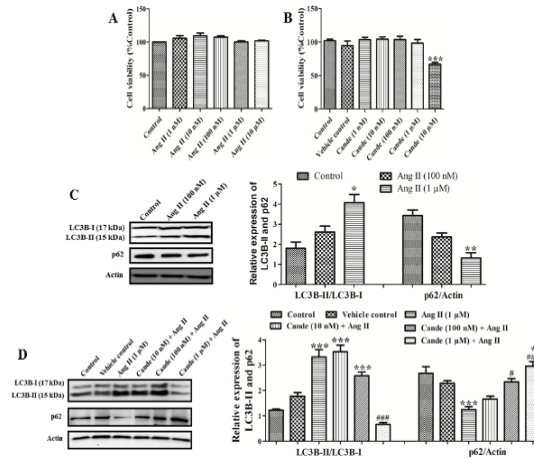 A
Cell viability (%Control)
150
100
50
0
Control
Ang II (1 nM)
Ang II (10 nM)
Ang II (100 nM)
Ang II (1 µM)
Ang II (10 µM)
B
Cell viability (%Control)
150
100
50
0
***
Control
Vehicle control
Cande (1 nM)
Cande (10 nM)
Cande (100 nM)
Cande (1 µM)
Cande (10 µM)
C
Control
Ang II (100 nM)
Ang II (1 µM)
LC3B-I (17 kDa)
LC3B-II (15 kDa)
p62
Actin
Control
Ang II (100 nM)
Ang II (1 µM)
Relative expression of
LC3B-II and p62
5
4
3
2
1
0
*
**
LC3B-II/LC3B-I
p62/Actin
D
Control
Vehicle control
Ang II (1 µM)
Cande (10 nM) + Ang II
Cande (100 nM) + Ang II
Cande (1 µM) + Ang II
LC3B-I (17 kDa)
LC3B-II (15 kDa)
p62
Actin
Control
Vehicle control
Ang II (1 µM)
Cande (10 nM) + Ang II
Cande (100 nM) + Ang II
Cande (1 µM) + Ang II
Relative expression of
LC3B-II and p62
5
4
3
2
1
0
***
***
***
###
***
#
*
##
LC3B-II/LC3B-I
p62/Actin